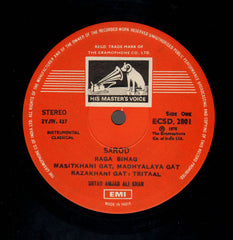 REGD. TRADE MARK OF
THE GRAMOPHONE CO. LTD.
HIS MASTER'S VOICE
STEREO
2YJW. 437
INSTRUMENTAL
CLASSICAL
Side One
ECSD. 2801
℗ 1978
The Gramophone
Co. of India Ltd.
SAROD
RAGA BIHAG
MASITKHANI GAT, MADHYALAYA GAT
RAZAKHANI GAT: TRITAAL
USTAD AMJAD ALI KHAN
EMI
MADE IN INDIA